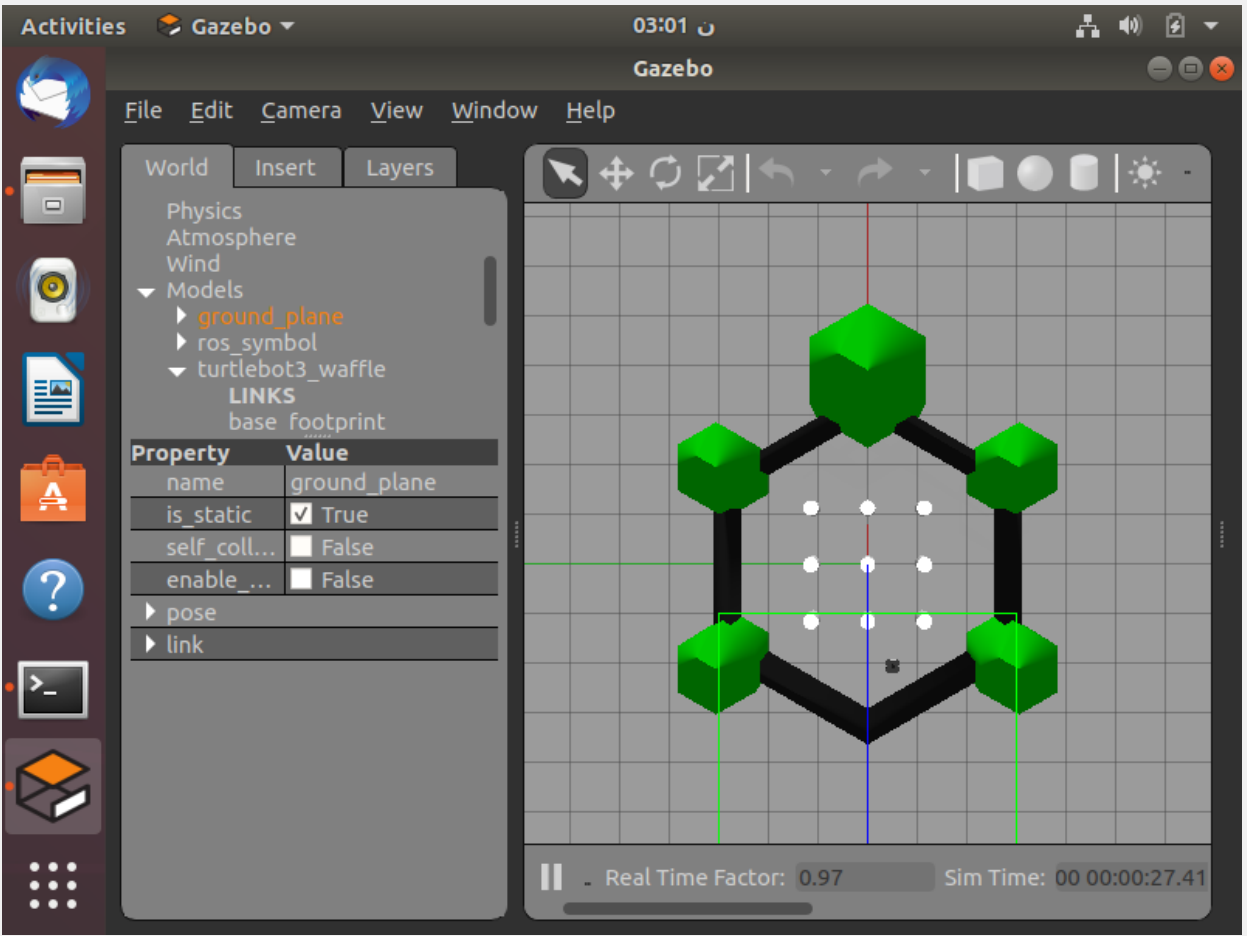 Activities Gazebo 03:01 ن
Gazebo
File Edit Camera View Window Help
World Insert Layers
Physics
Atmosphere
Wind
Models
ground_plane
ros_symbol
turtlebot3_waffle
LINKS
base_footprint
Property Value
name ground_plane
is_static True
self_coll... False
enable_... False
pose
link
Real Time Factor: 0.97 Sim Time: 00 00:00:27.41